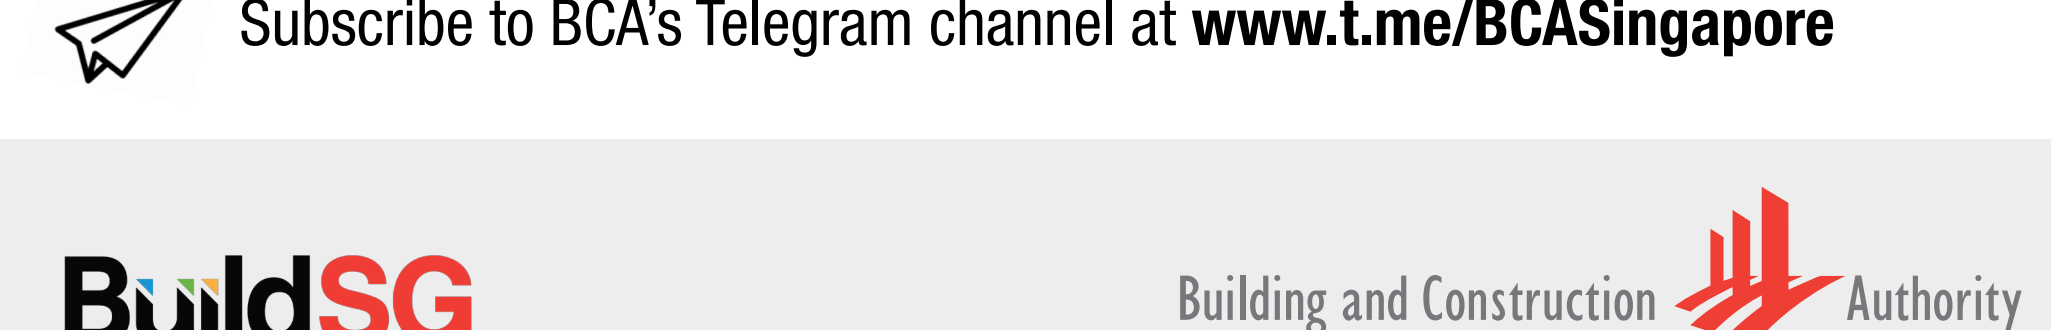 Subscribe to BCA's Telegram channel at www.t.me/BCASingapore
BuildSG
Building and Construction Authority